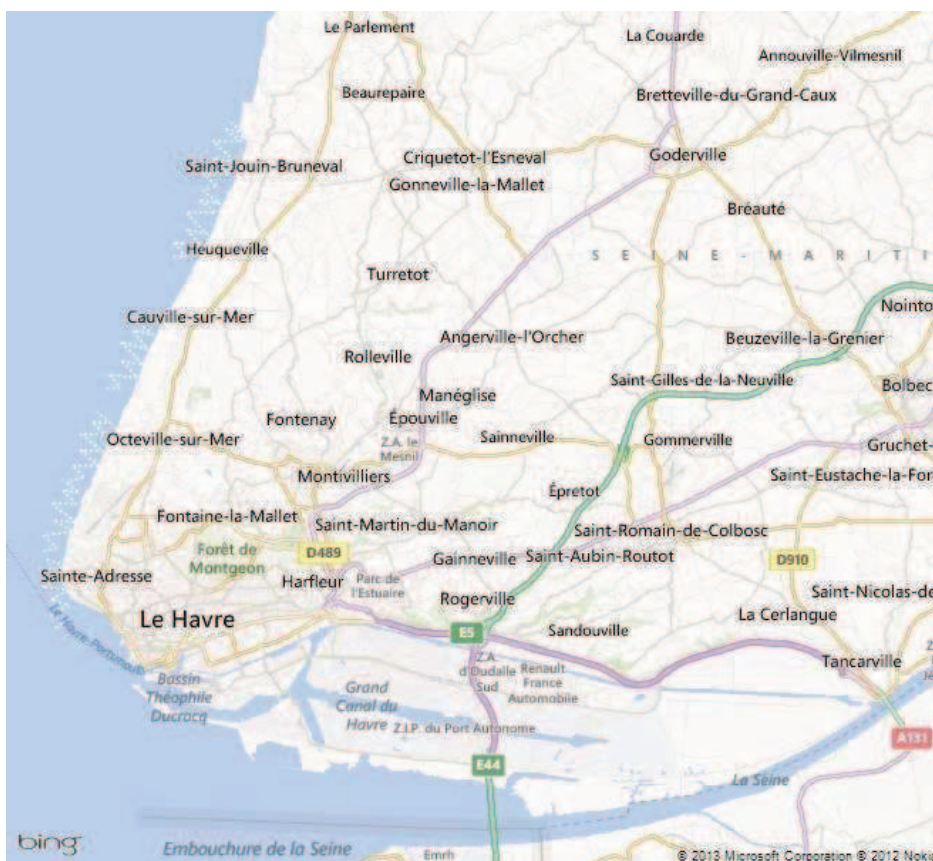 Le Parlement
La Couarde
Annouville-Vilmesnil
Beaurepaire
Bretteville-du-Grand-Caux
Saint-Jouin-Bruneval
Criquetot-l'Esneval
Goderville
Gonneville-la-Mallet
Bréauté
Heuqueville
SEINE-MARITI
Turretot
Cauville-sur-Mer
Nointo
Angerville-l'Orcher
Beuzeville-la-Grenier
Rolleville
Saint-Gilles-de-la-Neuville
Bolbec
Manéglise
Fontenay
Épouville
Octeville-sur-Mer
Z.A. le
Mesnil
Sainneville
Gommerville
Gruchet-
Montivilliers
Saint-Eustache-la-For
Épretot
Fontaine-la-Mallet
Saint-Martin-du-Manoir
Saint-Romain-de-Colbosc
Forêt de
Montgeon
D489
Gainneville
Saint-Aubin-Routot
D910
Sainte-Adresse
Harfleur
Parc de
l'Estuaire
Saint-Nicolas-de
Rogerville
Le Havre-Portsmouth
Le Havre
La Cerlangue
E5
Sandouville
Z.A.
d'Oudalle
Sud
Renault
France
Automobile
Tancarville
Bassin
Théophile
Ducrocq
Grand
Canal du
Havre
Z.I.P. du Port Autonome
A131
E44
La Seine
bing
Embouchure de la Seine
Emrh
© 2013 Microsoft Corporation © 2012 Noki